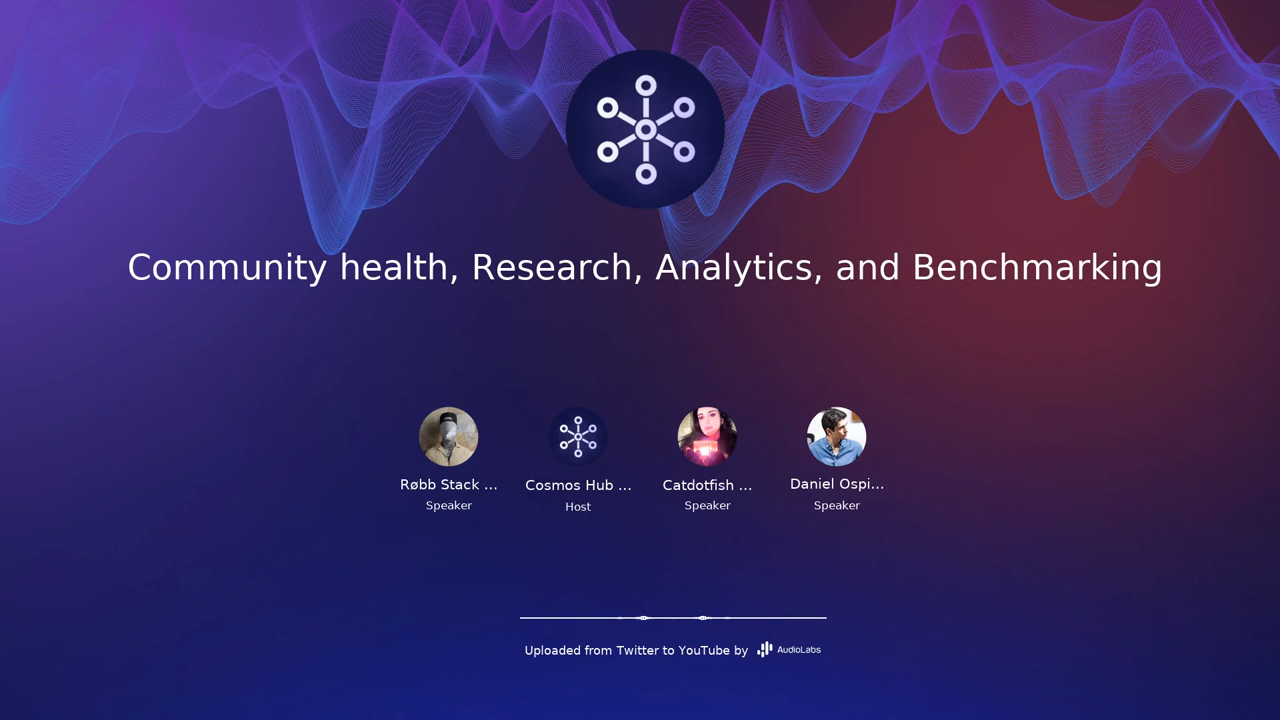 Community health, Research, Analytics, and Benchmarking
Røbb Stack ...
Speaker
Cosmos Hub ...
Host
Catdotfish ...
Speaker
Daniel Ospi...
Speaker
Uploaded from Twitter to YouTube by AudioLabs